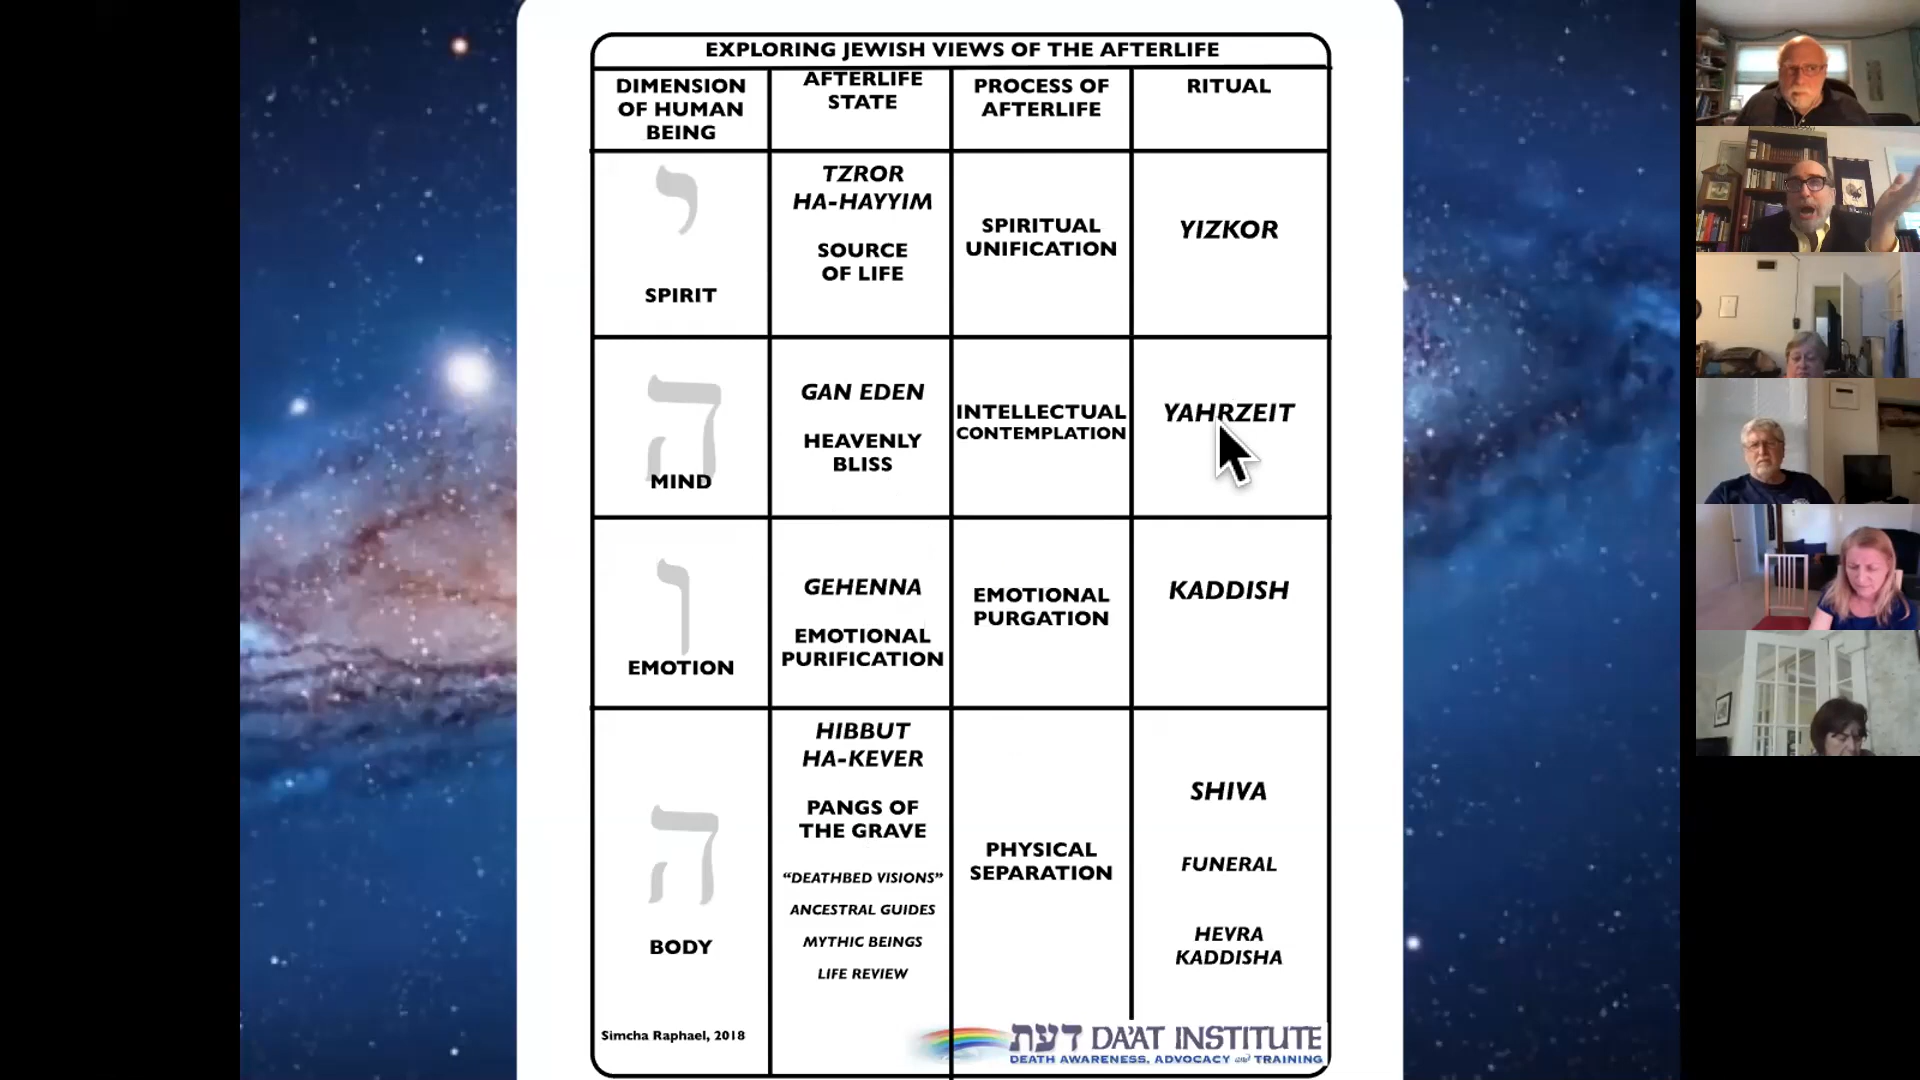 EXPLORING JEWISH VIEWS OF THE AFTERLIFE
DIMENSION
OF HUMAN
BEING
AFTERLIFE
STATE
PROCESS OF
AFTERLIFE
RITUAL
י
SPIRIT
TZROR
HA-HAYYIM
SOURCE
OF LIFE
SPIRITUAL
UNIFICATION
YIZKOR
ה
MIND
GAN EDEN
HEAVENLY
BLISS
INTELLECTUAL
CONTEMPLATION
YAHRZEIT
ו
EMOTION
GEHENNA
EMOTIONAL
PURIFICATION
EMOTIONAL
PURGATION
KADDISH
ה
BODY
HIBBUT
HA-KEVER
PANGS OF
THE GRAVE
“DEATHBED VISIONS”
ANCESTRAL GUIDES
MYTHIC BEINGS
LIFE REVIEW
PHYSICAL
SEPARATION
SHIVA
FUNERAL
HEVRA
KADDISHA
Simcha Raphael, 2018
דעת DA'AT INSTITUTE
DEATH AWARENESS, ADVOCACY and TRAINING